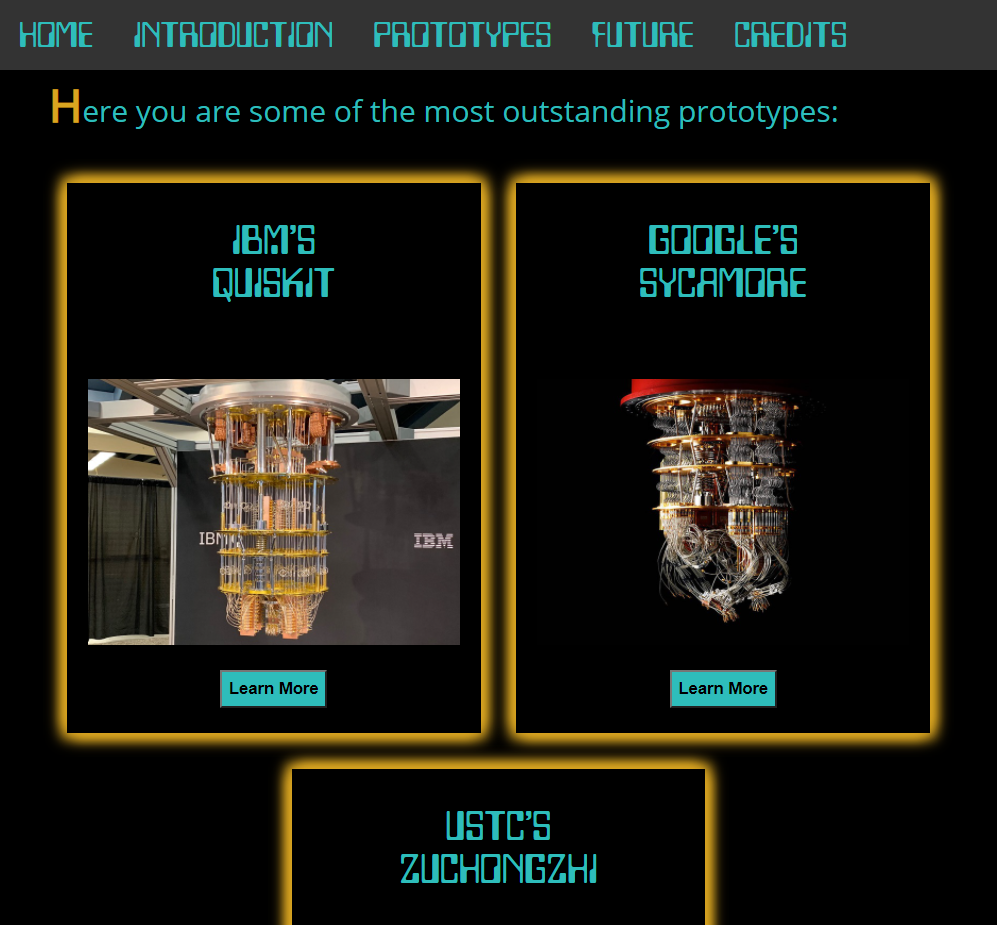 HOME INTRODUCTION PROTOTYPES FUTURE CREDITS
Here you are some of the most outstanding prototypes:
IBM'S
QUISKIT
GOOGLE'S
SYCAMORE
IBM
IBM
Learn More
Learn More
USTC'S
ZUCHONGZHI